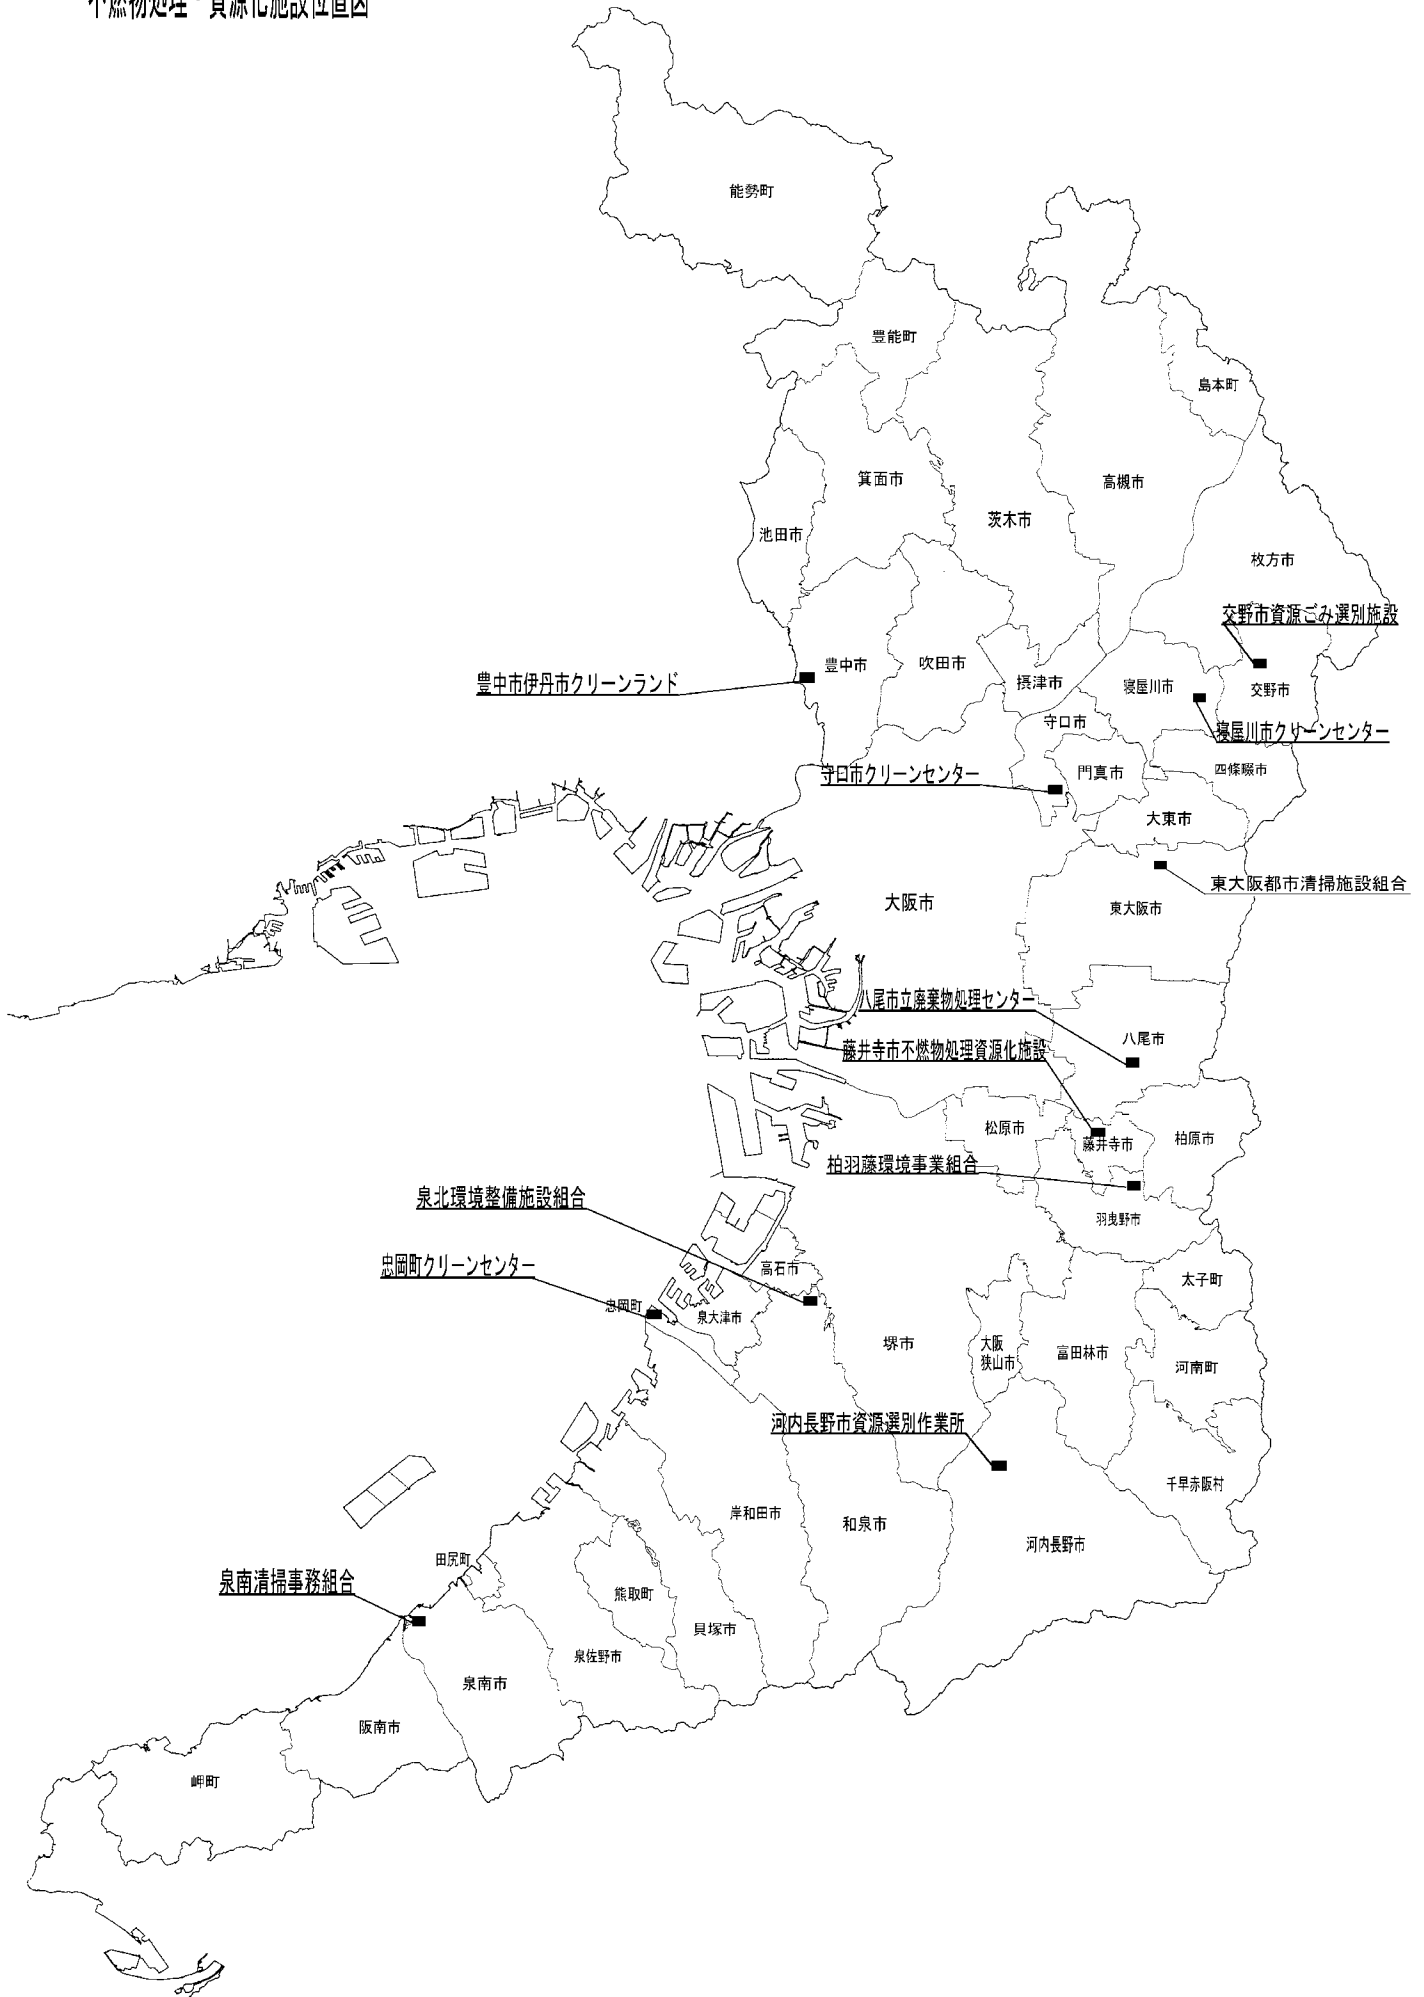 不燃物処理・資源化施設位置図
能勢町
豊能町
島本町
箕面市
高槻市
茨木市
池田市
枚方市
交野市資源ごみ選別施設
豊中市
吹田市
摂津市
寝屋川市
交野市
豊中市伊丹市クリーンランド
守口市
寝屋川市クリーンセンター
門真市
四條畷市
守口市クリーンセンター
大東市
東大阪都市清掃施設組合
大阪市
東大阪市
八尾市立廃棄物処理センター
八尾市
藤井寺市不燃物処理資源化施設
松原市
藤井寺市
柏原市
柏羽藤環境事業組合
泉北環境整備施設組合
羽曳野市
忠岡町クリーンセンター
高石市
太子町
忠岡町
泉大津市
堺市
大阪
狭山市
富田林市
河南町
河内長野市資源選別作業所
千早赤阪村
岸和田市
和泉市
河内長野市
田尻町
泉南清掃事務組合
熊取町
貝塚市
泉佐野市
泉南市
阪南市
岬町